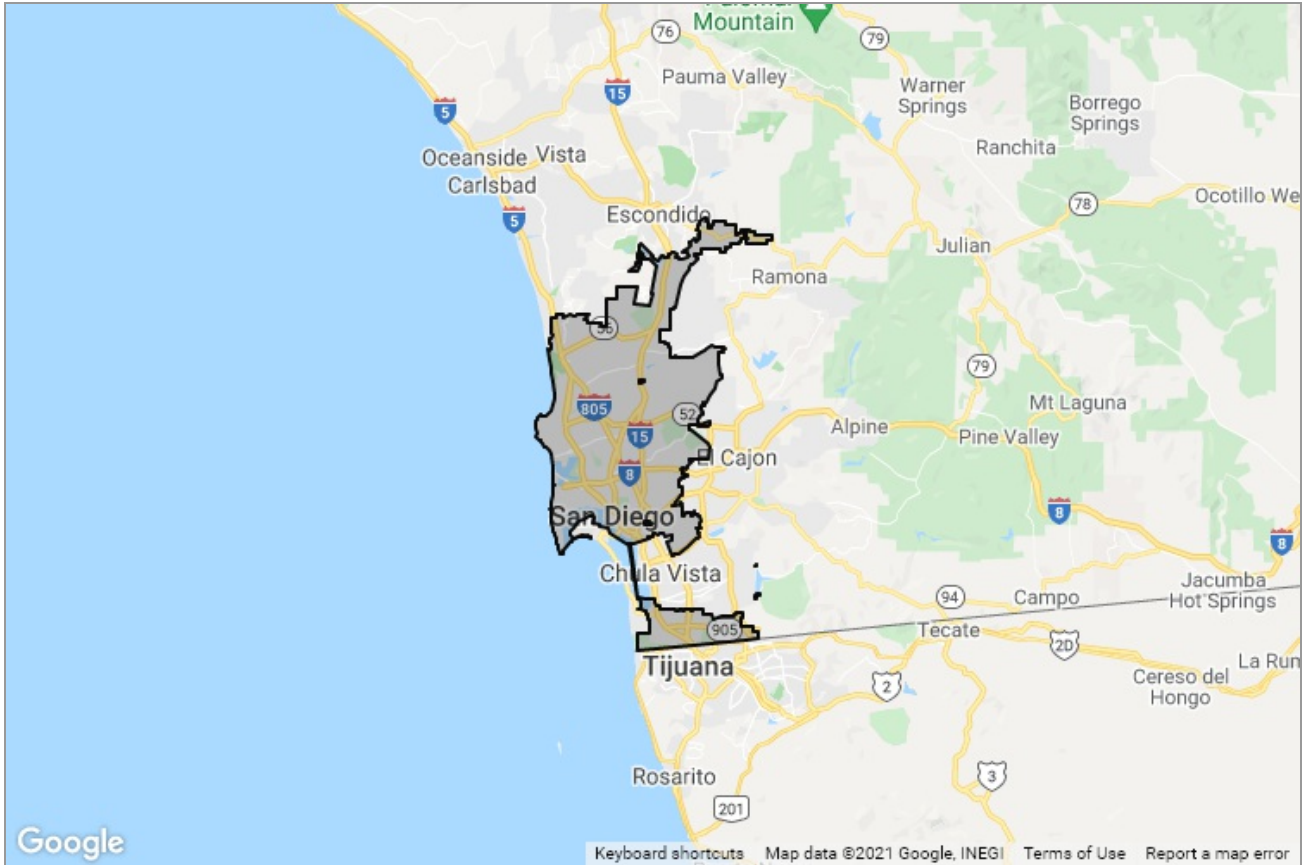 Palomar
Mountain
76
79
Pauma Valley
Warner
Springs
15
Borrego
Springs
5
Ranchita
Oceanside
Vista
Carlsbad
78
Ocotillo We
5
Escondido
Julian
Ramona
56
79
Mt Laguna
805
52
15
Alpine
Pine Valley
El Cajon
8
8
San Diego
8
Chula Vista
Jacumba
Hot Springs
94
Campo
905
Tecate
2D
Tijuana
La Rum
Cereso del
Hongo
2
Rosarito
3
201
Google
Keyboard shortcuts
Map data ©2021 Google, INEGI
Terms of Use
Report a map error